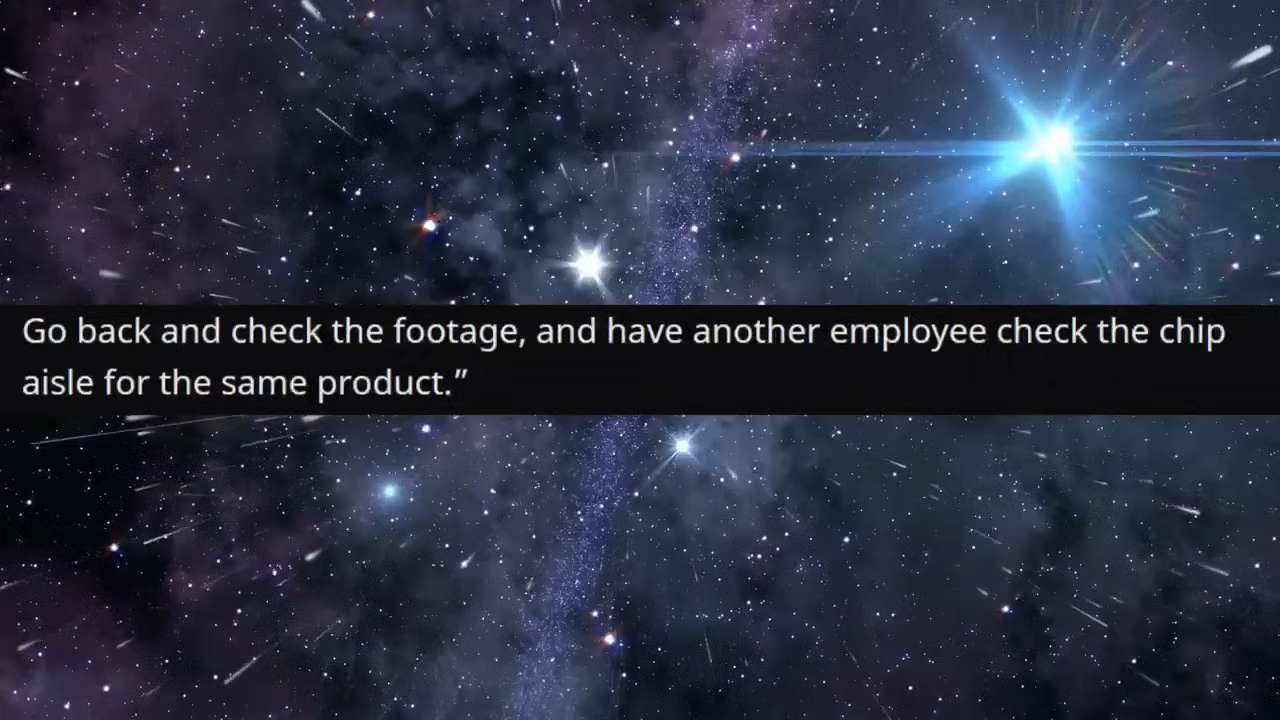 Go back and check the footage, and have another employee check the chip
aisle for the same product.”